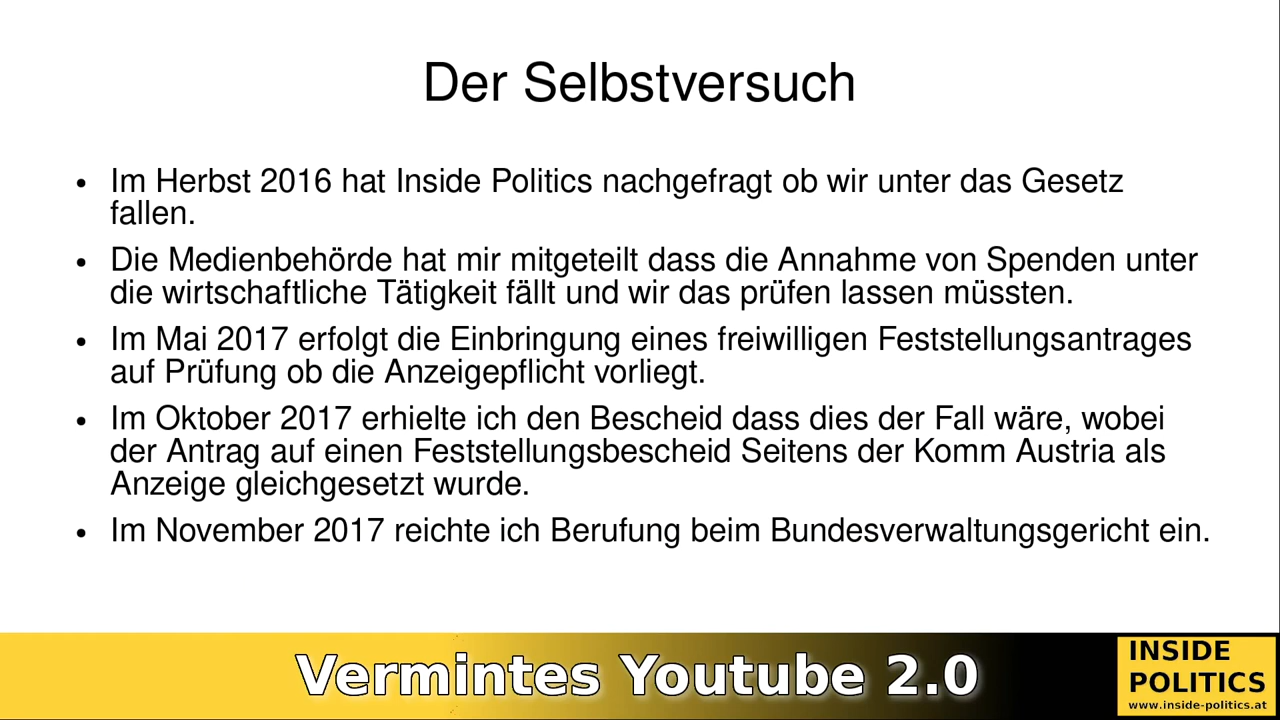 Der Selbstversuch
• Im Herbst 2016 hat Inside Politics nachgefragt ob wir unter das Gesetz
fallen.
• Die Medienbehörde hat mir mitgeteilt dass die Annahme von Spenden unter
die wirtschaftliche Tätigkeit fällt und wir das prüfen lassen müssten.
• Im Mai 2017 erfolgt die Einbringung eines freiwilligen Feststellungsantrages
auf Prüfung ob die Anzeigepflicht vorliegt.
• Im Oktober 2017 erhielte ich den Bescheid dass dies der Fall wäre, wobei
der Antrag auf einen Feststellungsbescheid Seitens der Komm Austria als
Anzeige gleichgesetzt wurde.
• Im November 2017 reichte ich Berufung beim Bundesverwaltungsgericht ein.
Vermintes Youtube 2.0
INSIDE
POLITICS
www.inside-politics.at